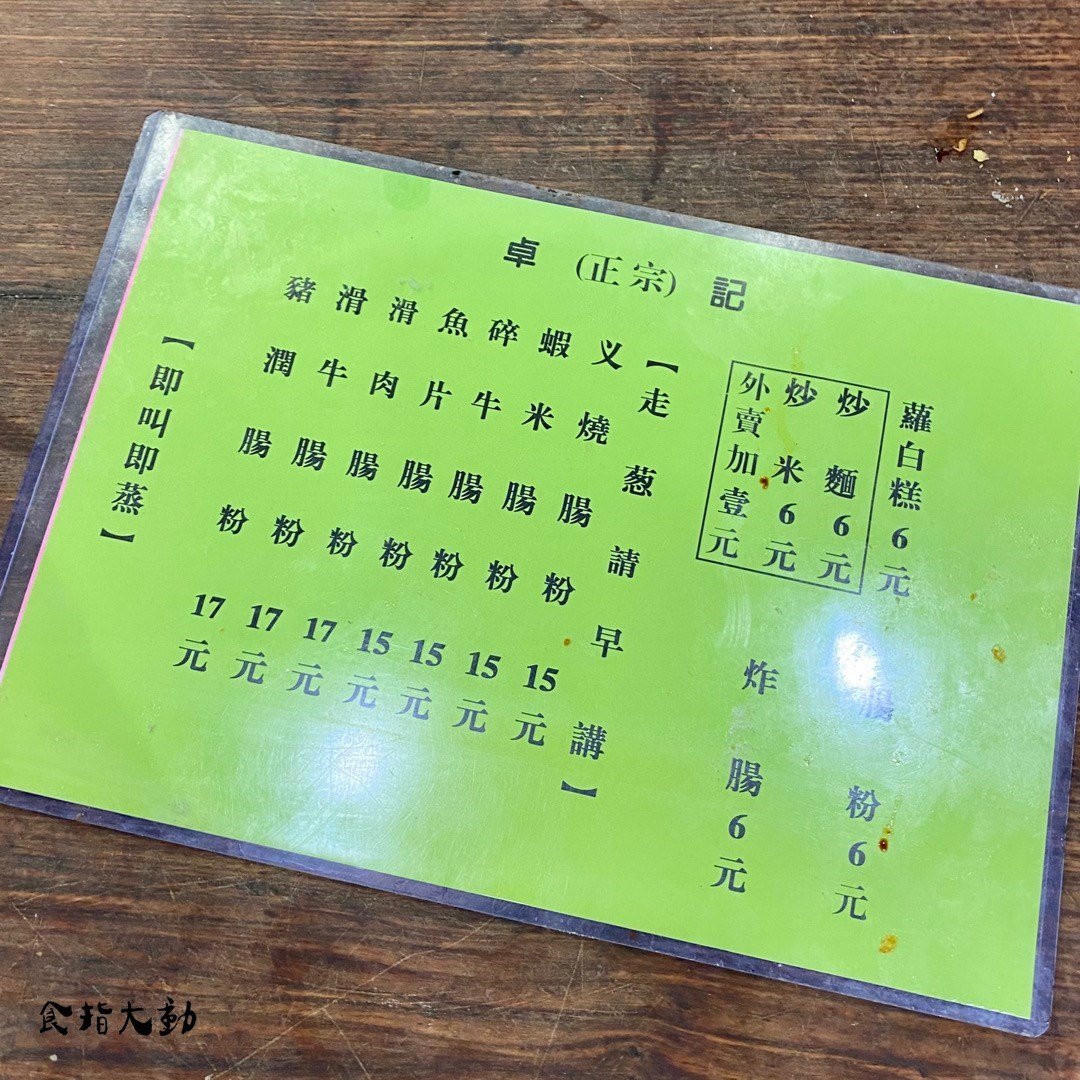 卓(正宗)記
蘿白糕6元
炒麵6元
炒米6元
外賣加壹元
腸粉6元
炸腸6元
【走葱請早講】
义燒腸粉15元
蝦米腸粉15元
碎牛腸粉15元
魚片腸粉15元
滑肉腸粉17元
滑牛腸粉17元
豬潤腸粉17元
【即叫即蒸】
食指大動